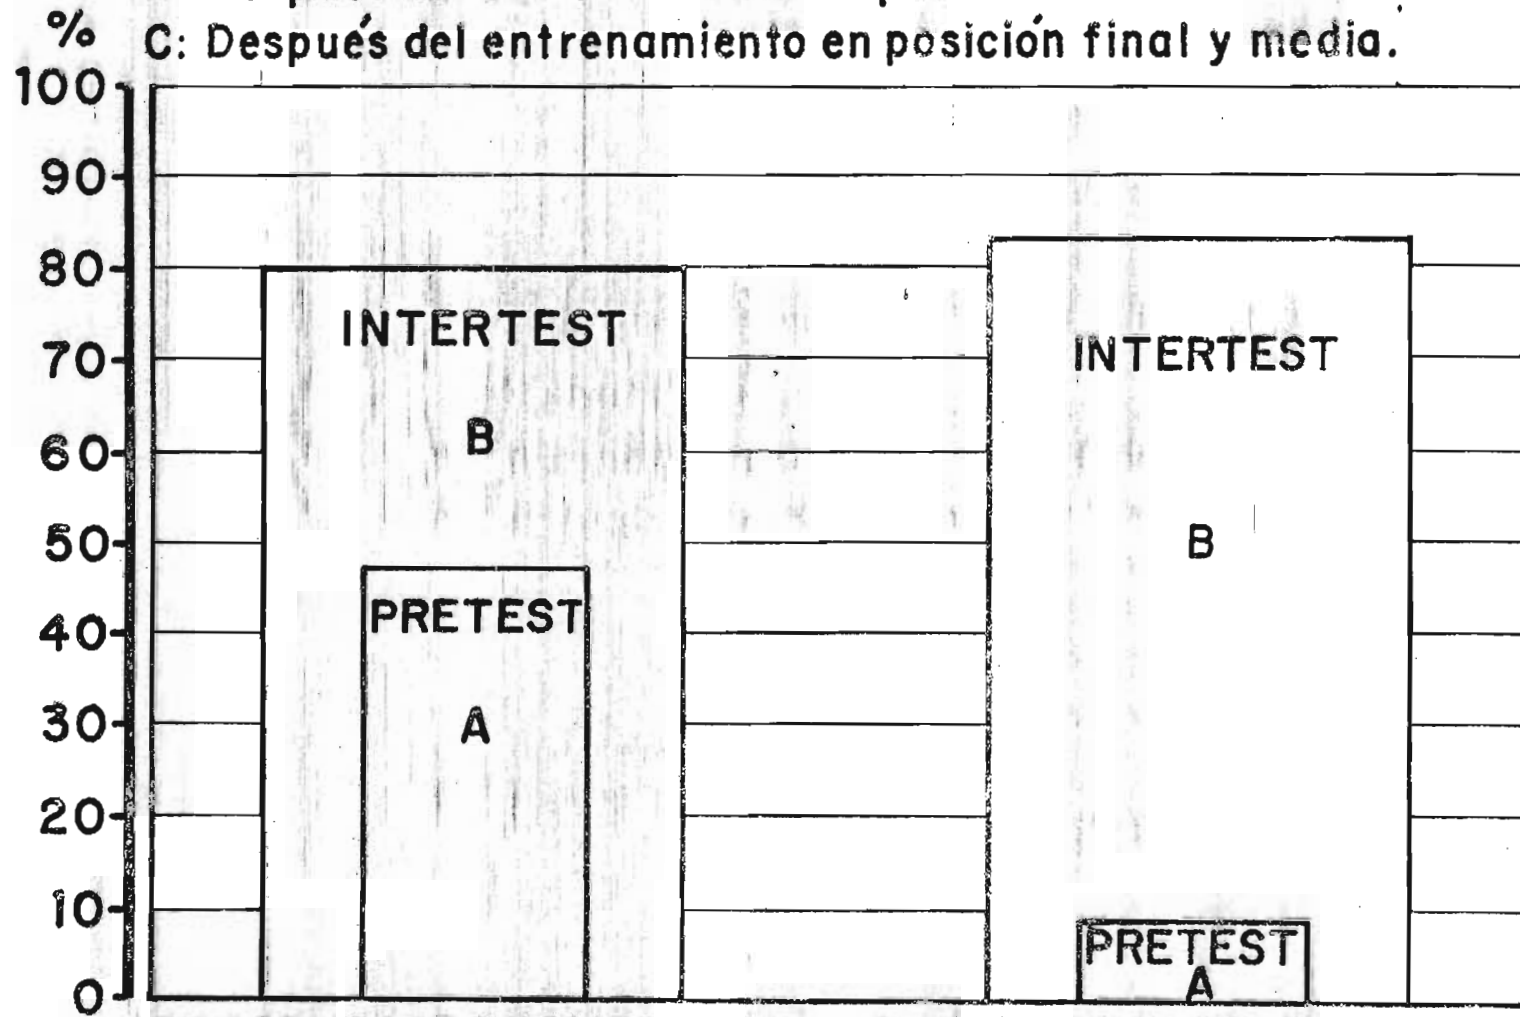 %
C: Después del entrenamiento en posición final y media.
100
90
80
INTERTEST
INTERTEST
70
B
60
50
B
PRETEST
40
A
30
20
10
PRETEST
A
0